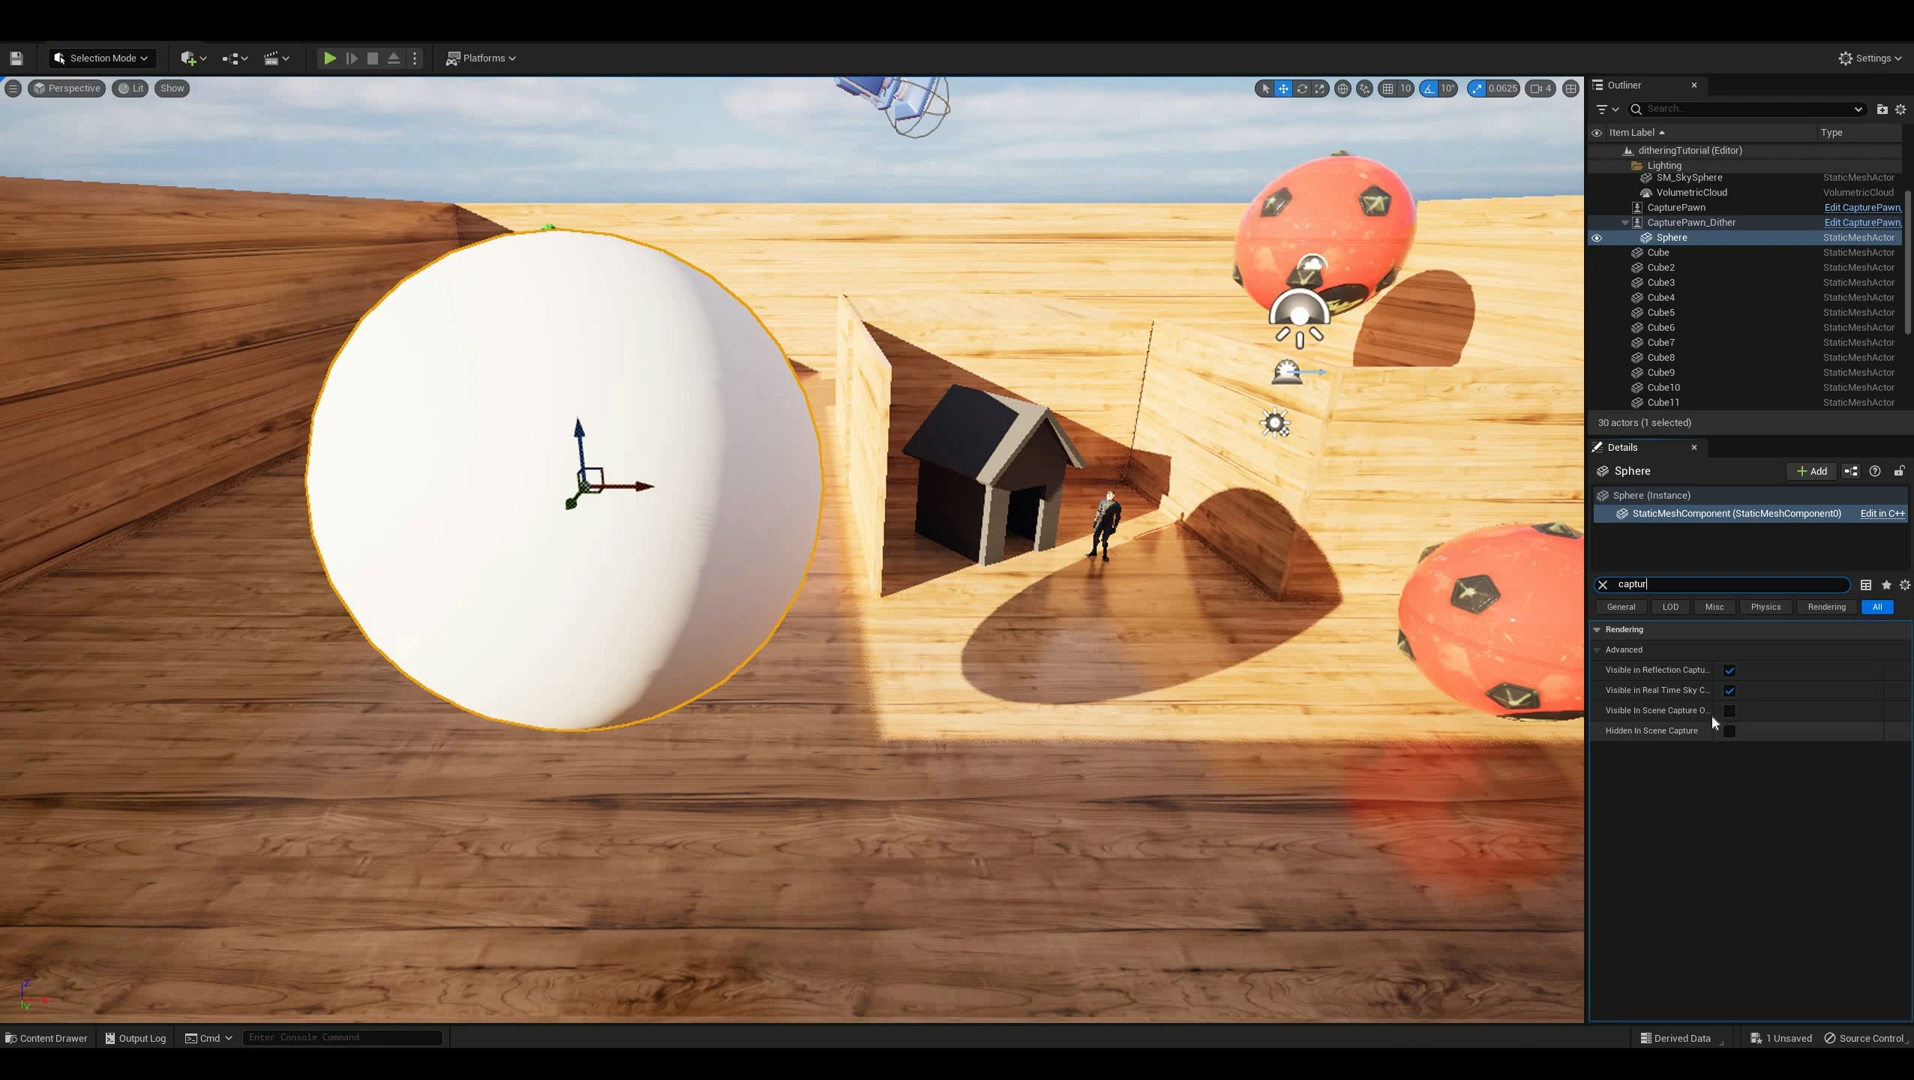 Selection Mode
Platforms
Settings
Perspective
Lit
Show
10
10°
0.0625
4
Outliner
Search...
Item Label
Type
ditheringTutorial (Editor)
Lighting
SM_SkySphere StaticMeshActor
VolumetricCloud VolumetricCloud
CapturePawn Edit CapturePawn
CapturePawn_Dither Edit CapturePawn
Sphere StaticMeshActor
Cube StaticMeshActor
Cube2 StaticMeshActor
Cube3 StaticMeshActor
Cube4 StaticMeshActor
Cube5 StaticMeshActor
Cube6 StaticMeshActor
Cube7 StaticMeshActor
Cube8 StaticMeshActor
Cube9 StaticMeshActor
Cube10 StaticMeshActor
Cube11 StaticMeshActor
30 actors (1 selected)
Details
Sphere
Add
Sphere (Instance)
StaticMeshComponent (StaticMeshComponent0) Edit in C++
captur
General
LOD
Misc
Physics
Rendering
All
Rendering
Advanced
Visible in Reflection Captu...
Visible in Real Time Sky C...
Visible In Scene Capture O...
Hidden In Scene Capture
Z
X
Y
Content Drawer
Output Log
Cmd
Enter Console Command
Derived Data
1 Unsaved
Source Control